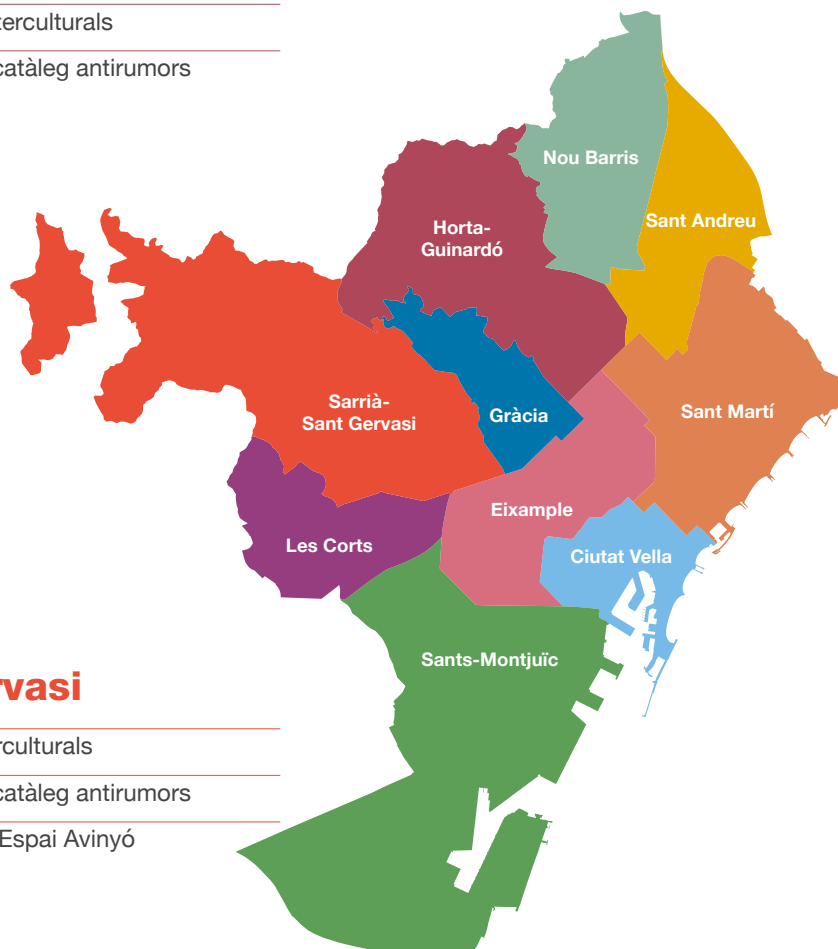 terculturals
catàleg antirumors
Nou Barris
Sant Andreu
Horta-
Guinardó
Sarrià-
Sant Gervasi
Gràcia
Sant Martí
Eixample
Les Corts
Ciutat Vella
Sants-Montjuïc
rvasi
rculturals
catàleg antirumors
Espai Avinyó